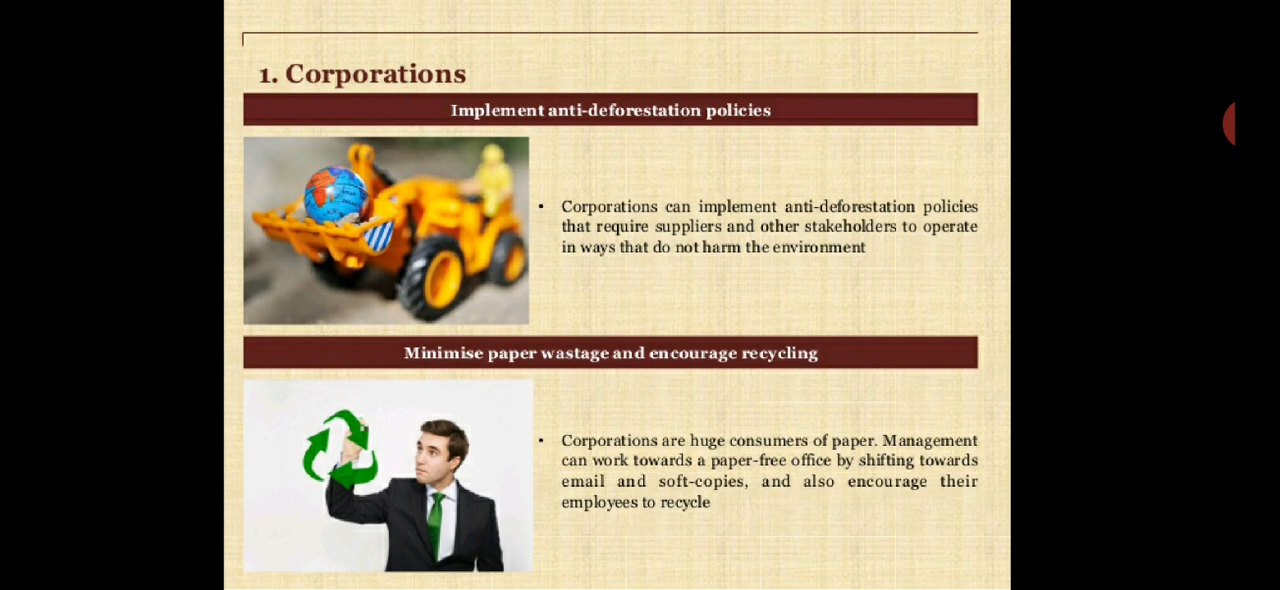 1. Corporations
Implement anti-deforestation policies
• Corporations can implement anti-deforestation policies
that require suppliers and other stakeholders to operate
in ways that do not harm the environment
Minimise paper wastage and encourage recycling
• Corporations are huge consumers of paper. Management
can work towards a paper-free office by shifting towards
email and soft-copies, and also encourage their
employees to recycle